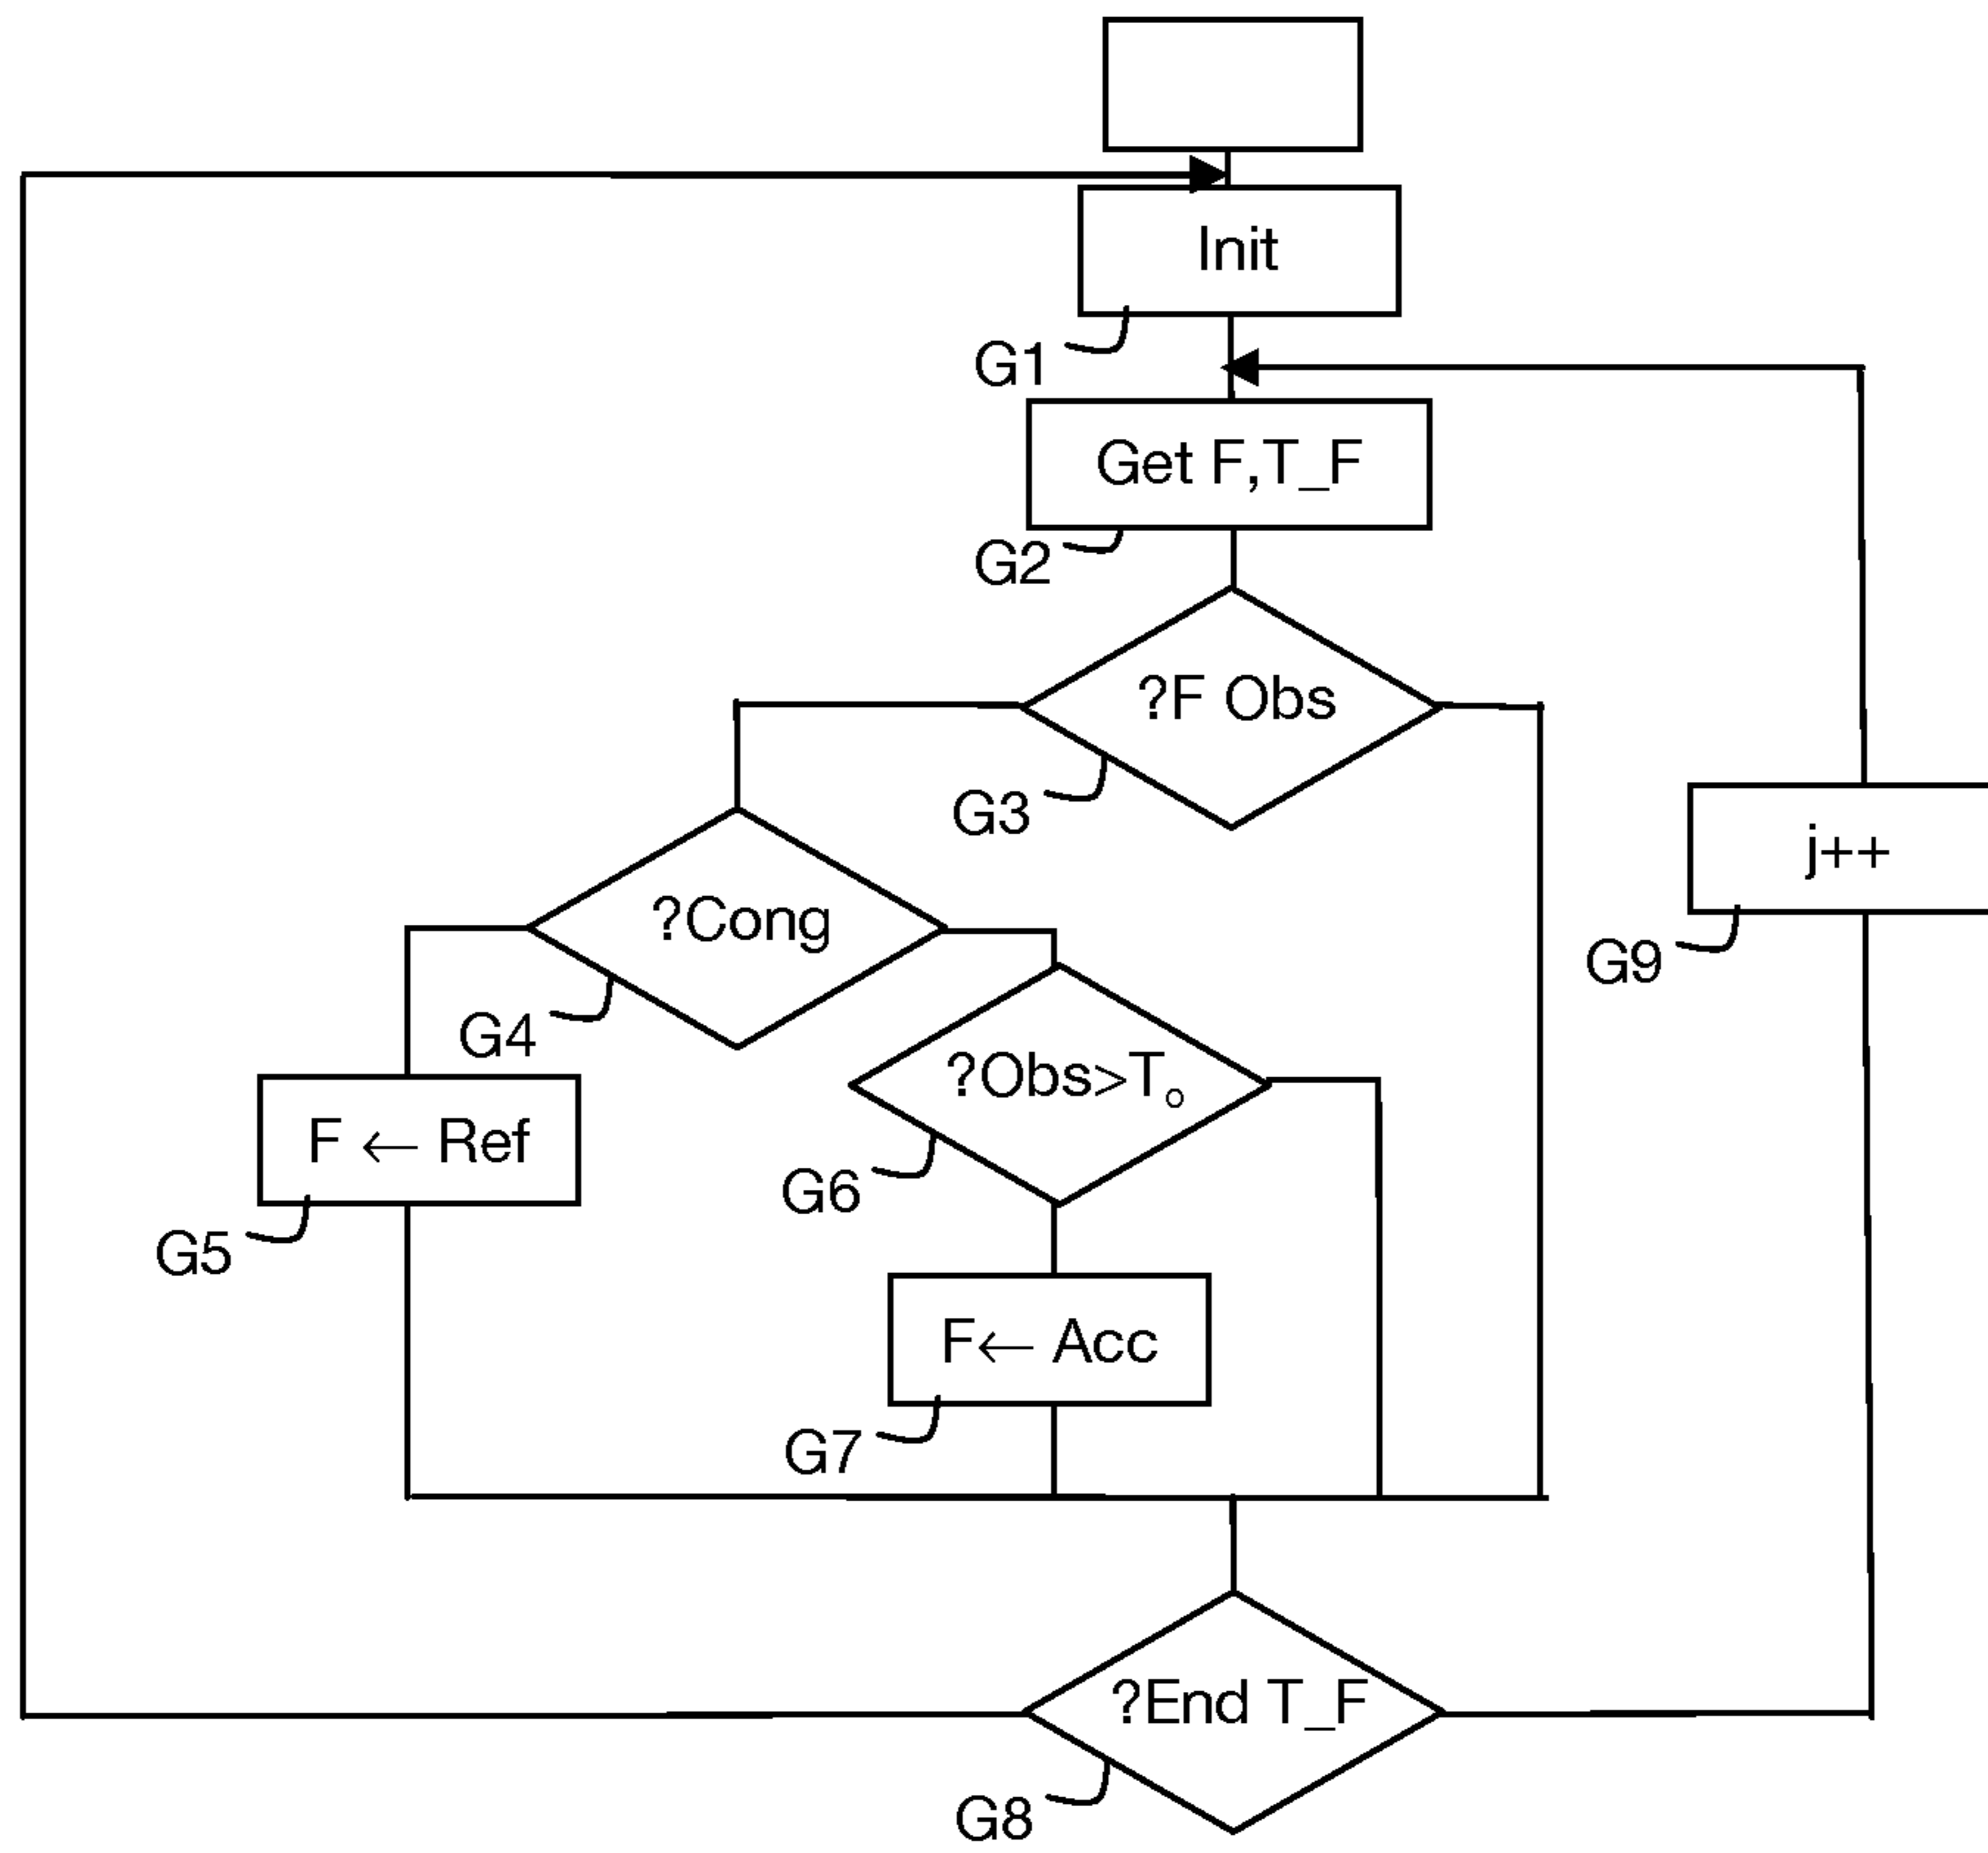 Init
G1
Get F,T_F
G2
?F Obs
G3
j++
G9
?Cong
G4
?Obs>To
G6
F ← Ref
G5
F← Acc
G7
?End T_F
G8